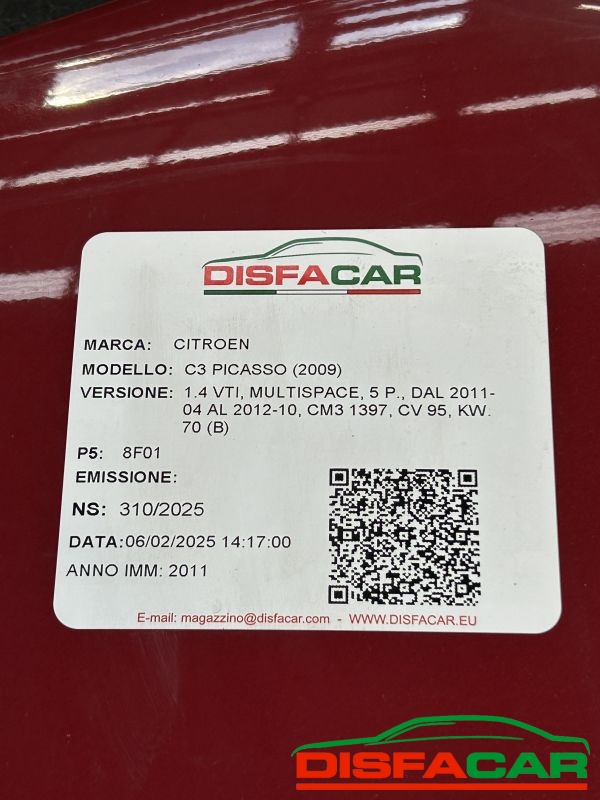 DISFACAR
MARCA: CITROEN
MODELLO: C3 PICASSO (2009)
VERSIONE: 1.4 VTI, MULTISPACE, 5 P., DAL 2011-
04 AL 2012-10, CM3 1397, CV 95, KW.
70 (B)
P5: 8F01
EMISSIONE:
NS: 310/2025
DATA:06/02/2025 14:17:00
ANNO IMM: 2011
E-mail: magazzino@disfacar.com - WWW.DISFACAR.EU
DISFACAR